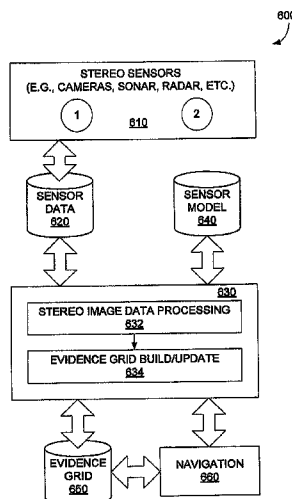 600
STEREO SENSORS
(E.G., CAMERAS, SONAR, RADAR, ETC.)
1 2
610
SENSOR
DATA
620
SENSOR
MODEL
640
630
STEREO IMAGE DATA PROCESSING
632
EVIDENCE GRID BUILD/UPDATE
634
EVIDENCE
GRID
650
NAVIGATION
660